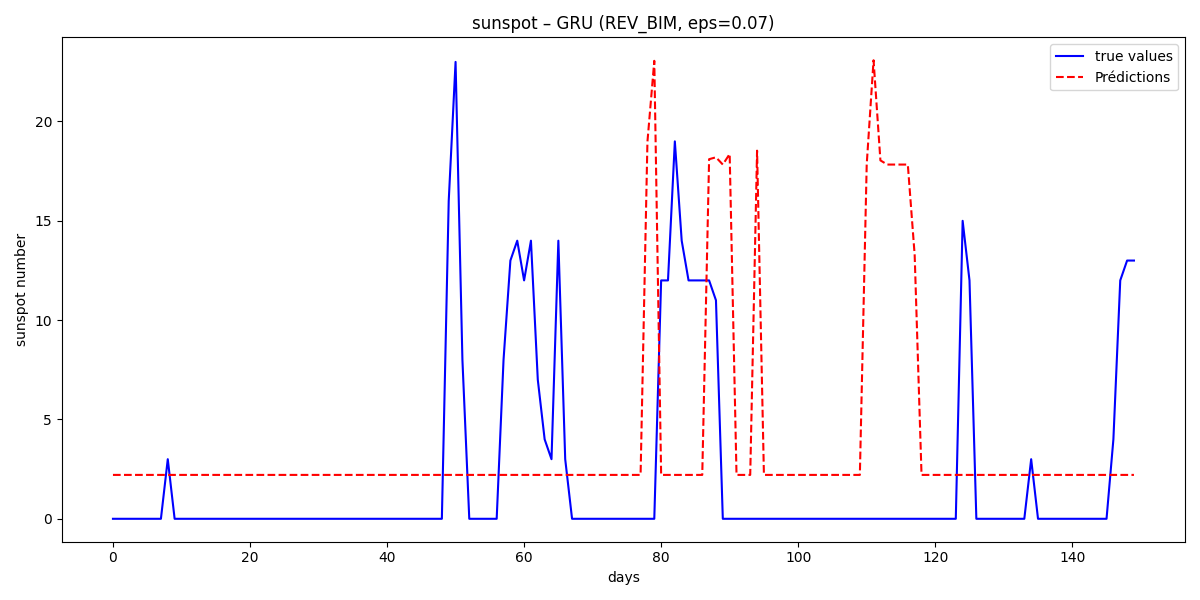 sunspot – GRU (REV_BIM, eps=0.07)
true values
Prédictions
sunspot number
20
15
10
5
0
0 20 40 60 80 100 120 140
days